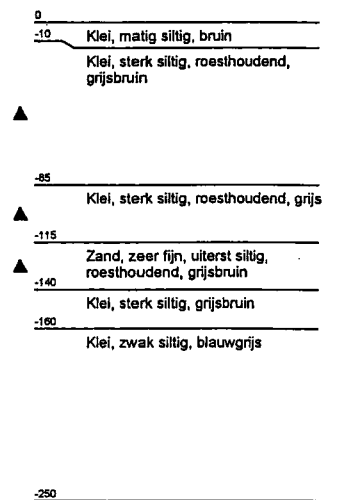 0
-10
Klei, matig siltig, bruin
Klei, sterk siltig, roesthoudend,
grijsbruin
-85
Klei, sterk siltig, roesthoudend, grijs
-115
Zand, zeer fijn, uiterst siltig,
roesthoudend, grijsbruin
-140
Klei, sterk siltig, grijsbruin
-160
Klei, zwak siltig, blauwgrijs
-250